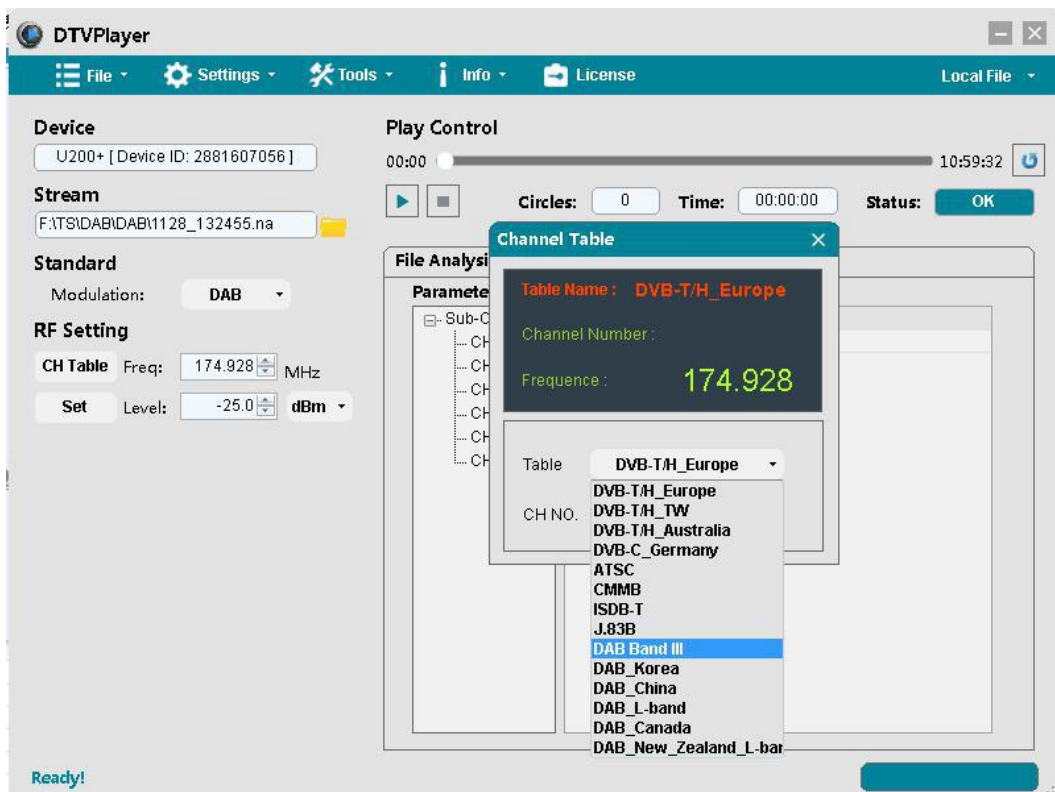 DTVPlayer
File Settings Tools Info License Local File
Device
U200+ [ Device ID: 2881607056 ]
Stream
F:\TS\DAB\DAB\1128_132455.na
Standard
Modulation: DAB
RF Setting
CH Table Freq: 174.928 MHz
Set Level: -25.0 dBm
Play Control
00:00 10:59:32
Circles: 0 Time: 00:00:00 Status: OK
File Analysi
Paramete
Sub-C
CH
CH
CH
CH
CH
CH
Channel Table
Table Name : DVB-T/H_Europe
Channel Number :
Frequence : 174.928
Table DVB-T/H_Europe
CH NO.
DVB-T/H_Europe
DVB-T/H_TW
DVB-T/H_Australia
DVB-C_Germany
ATSC
CMMB
ISDB-T
J.83B
DAB Band III
DAB_Korea
DAB_China
DAB_L-band
DAB_Canada
DAB_New_Zealand_L-bar
Ready!